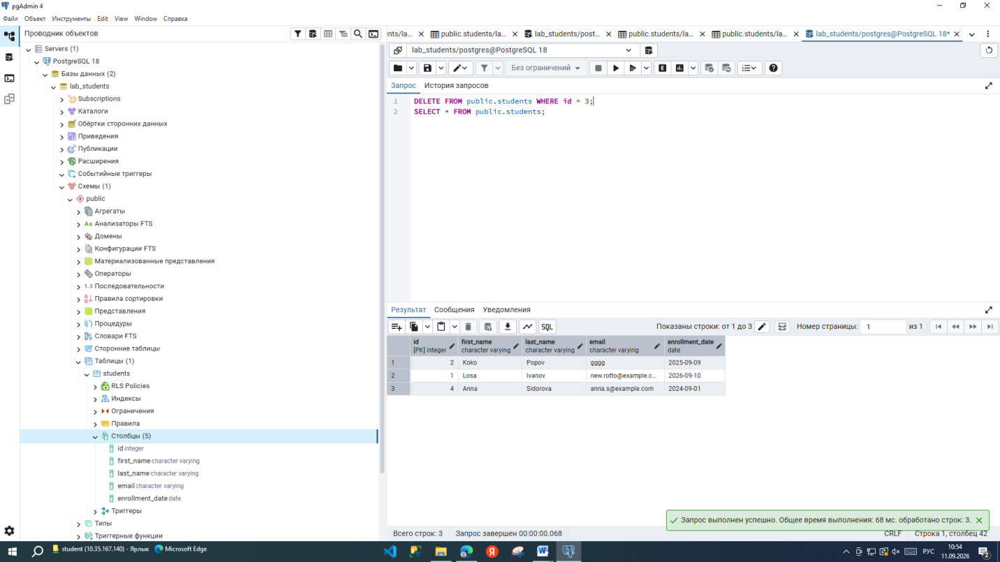 pgAdmin 4
Файл Объект Инструменты Edit View Window Справка
Проводник объектов
Servers (1)
PostgreSQL 18
Базы данных (2)
lab_students
Subscriptions
Каталоги
Обёртки сторонних данных
Приведения
Публикации
Расширения
Событийные триггеры
Схемы (1)
public
Агрегаты
Анализаторы FTS
Домены
Конфигурации FTS
Материализованные представления
Операторы
Последовательности
Правила сортировки
Представления
Процедуры
Словари FTS
Сторонние таблицы
Таблицы (1)
students
RLS Policies
Индексы
Ограничения
Правила
Столбцы (5)
id integer
first_name character varying
last_name character varying
email character varying
enrollment_date date
Триггеры
Типы
Триггерные функции
ents/la... public.students/la... lab_students/post... public.students/la... public.students/la... lab_students/postgres@PostgreSQL 18*
lab_students/postgres@PostgreSQL 18
Без ограничений
Запрос История запросов
1 DELETE FROM public.students WHERE id = 3;
2 SELECT * FROM public.students;
Результат Сообщения Уведомления
SQL Показаны строки: от 1 до 3 Номер страницы: 1 из 1
id first_name last_name email enrollment_date
[PK] integer character varying character varying character varying date
1 2 Koko Popov gggg 2025-09-09
2 1 Losa Ivanov new.rotto@example.c... 2026-09-10
3 4 Anna Sidorova anna.s@example.com 2024-09-01
Запрос выполнен успешно. Общее время выполнения: 68 мс. обработано строк: 3.
Всего строк: 3 Запрос завершен 00:00:00.068 CRLF Строка 1, столбец 42
student (10.35.167.140) - Ярлык Microsoft Edge РУС 10:54
11.09.2026 2